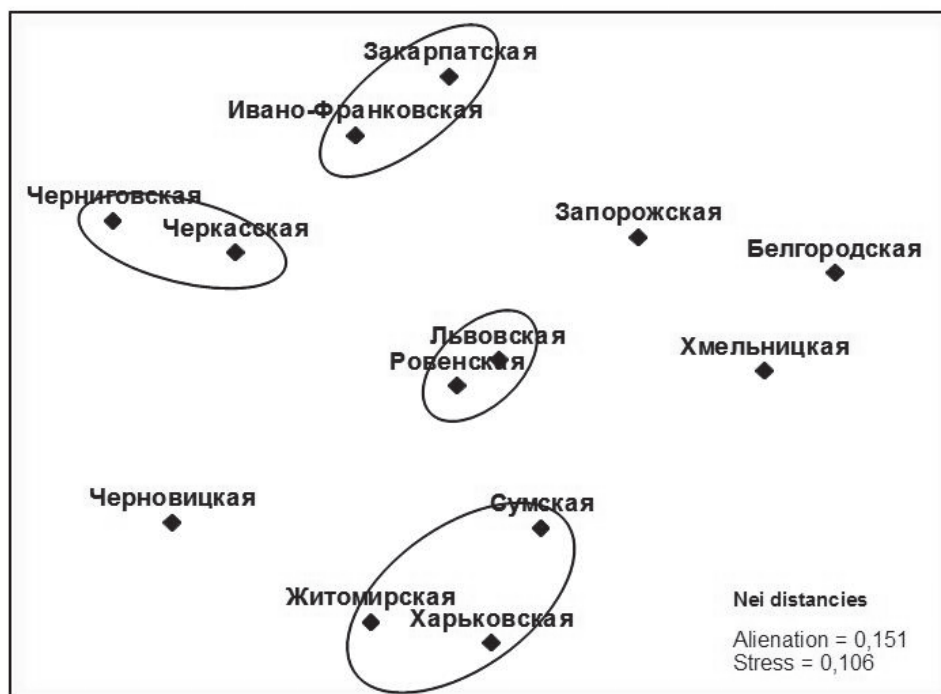 Закарпатская
Ивано-Франковская
Черниговская
Черкасская
Запорожская
Белгородская
Львовская
Ровенская
Хмельницкая
Черновицкая
Сумская
Житомирская
Харьковская
Nei distancies
Alienation = 0,151
Stress = 0,106